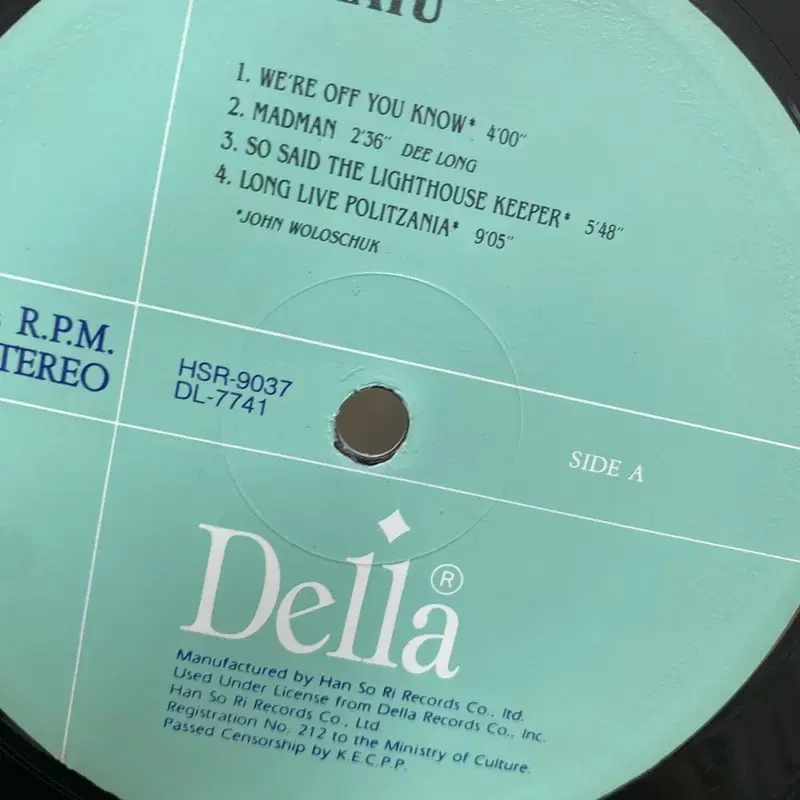 1. WE'RE OFF YOU KNOW* 4'00"
2. MADMAN 2'36" DEE LONG
3. SO SAID THE LIGHTHOUSE KEEPER* 5'48"
4. LONG LIVE POLITZANIA* 9'05"
*JOHN WOLOSCHUK
R.P.M.
STEREO
HSR-9037
DL-7741
SIDE A
Della®
Manufactured by Han So Ri Records Co., ltd.
Used Under License from Della Records Co., Inc.
Han So Ri Records Co., Ltd.
Registration No. 212 to the Ministry of Culture.
Passed Censorship by K.E.C.P.P.